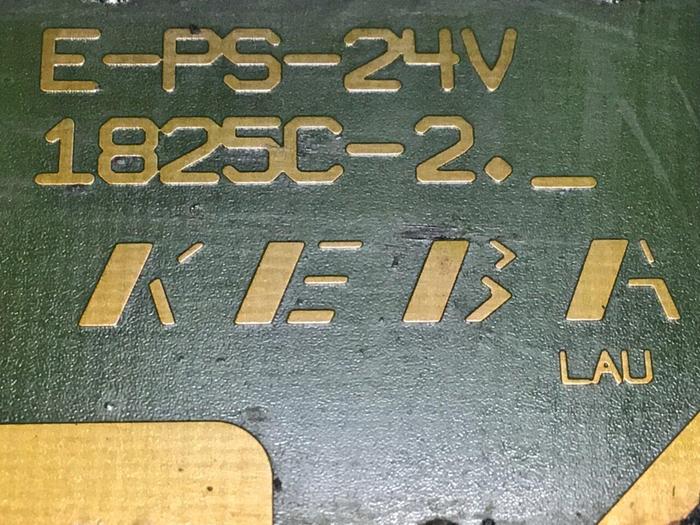 E-PS-24V
1825C-2._
KEBA
LAU